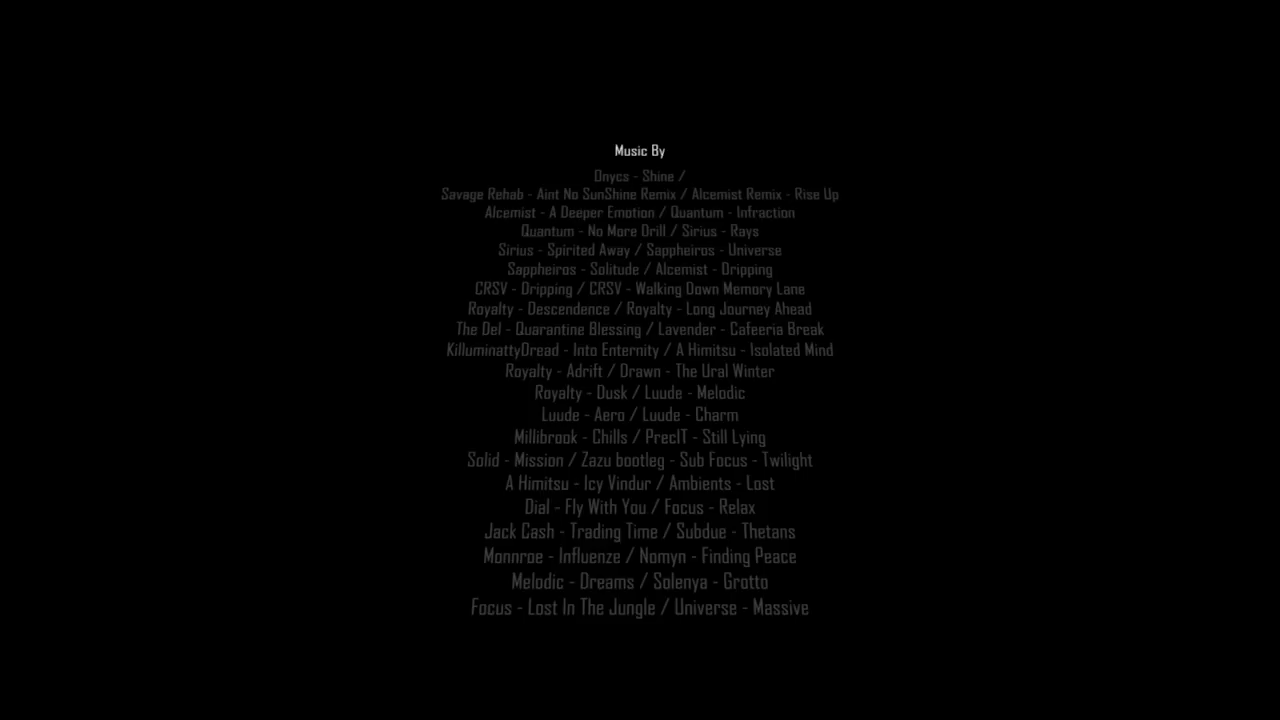 Music By
Dnycs - Shine /
Savage Rehab - Aint No SunShine Remix / Alcemist Remix - Rise Up
Alcemist - A Deeper Emotion / Quantum - Infraction
Quantum - No More Drill / Sirius - Rays
Sirius - Spirited Away / Sappheiros - Universe
Sappheiros - Solitude / Alcemist - Dripping
CRSV - Dripping / CRSV - Walking Down Memory Lane
Royalty - Descendence / Royalty - Long Journey Ahead
The Del - Quarantine Blessing / Lavender - Cafeeria Break
KilluminattyDread - Into Enternity / A Himitsu - Isolated Mind
Royalty - Adrift / Drawn - The Ural Winter
Royalty - Dusk / Luude - Melodic
Luude - Aero / Luude - Charm
Millibrook - Chills / PrecIT - Still Lying
Solid - Mission / Zazu bootleg - Sub Focus - Twilight
A Himitsu - Icy Vindur / Ambients - Lost
Dial - Fly With You / Focus - Relax
Jack Cash - Trading Time / Subdue - Thetans
Monnroe - Influenze / Nomyn - Finding Peace
Melodic - Dreams / Solenya - Grotto
Focus - Lost In The Jungle / Universe - Massive